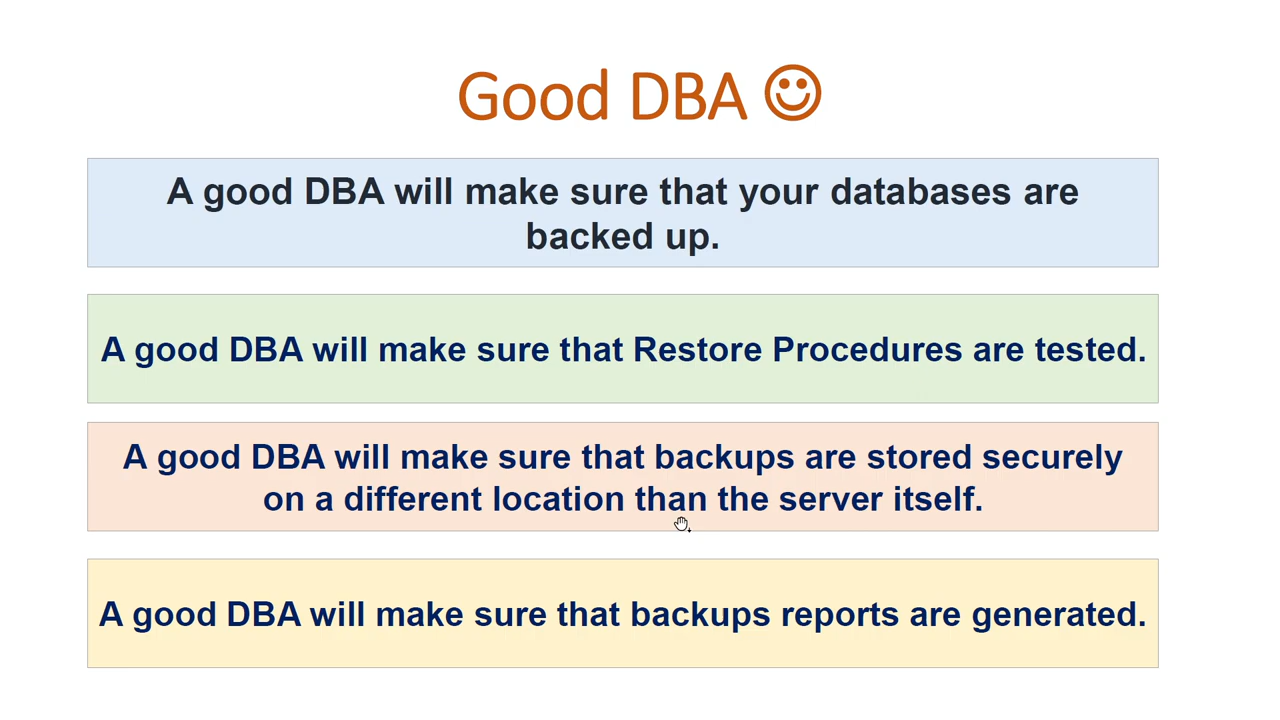 Good DBA ☺
A good DBA will make sure that your databases are
backed up.
A good DBA will make sure that Restore Procedures are tested.
A good DBA will make sure that backups are stored securely
on a different location than the server itself.
A good DBA will make sure that backups reports are generated.